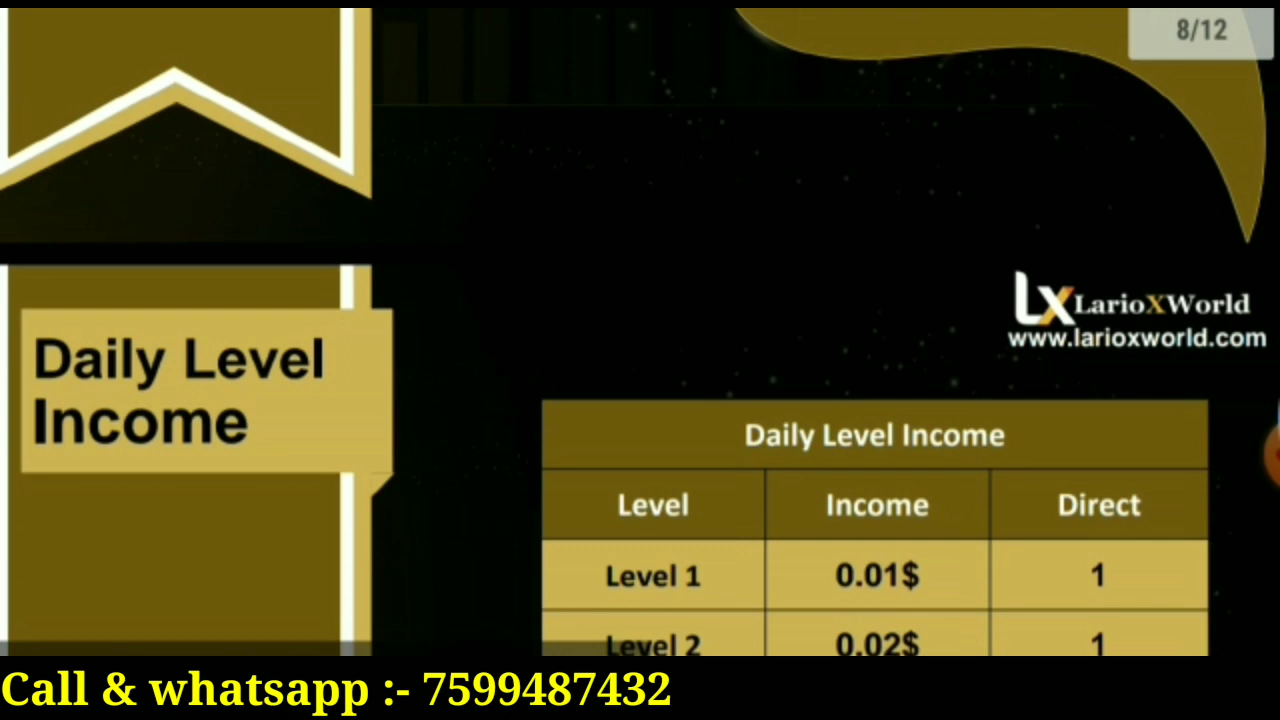 8/12
LX LarioXWorld
www.larioxworld.com
Daily Level
Income
Daily Level Income
Level Income Direct
Level 1 0.01$ 1
Level 2 0.02$ 1
Call & whatsapp :- 7599487432